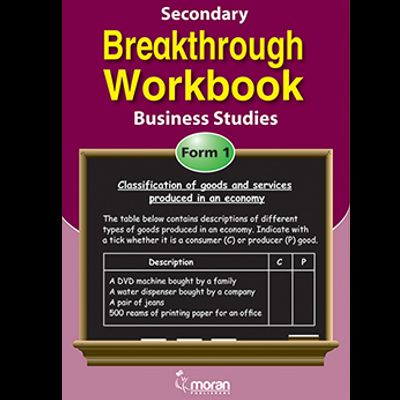 Secondary
Breakthrough
Workbook
Business Studies
Form 1
Classification of goods and services
produced in an economy
The table below contains descriptions of different
types of goods produced in an economy. Indicate with
a tick whether it is a consumer (C) or producer (P) good.
Description C P
A DVD machine bought by a family
A water dispenser bought by a company
A pair of jeans
500 reams of printing paper for an office
moran
PUBLISHERS